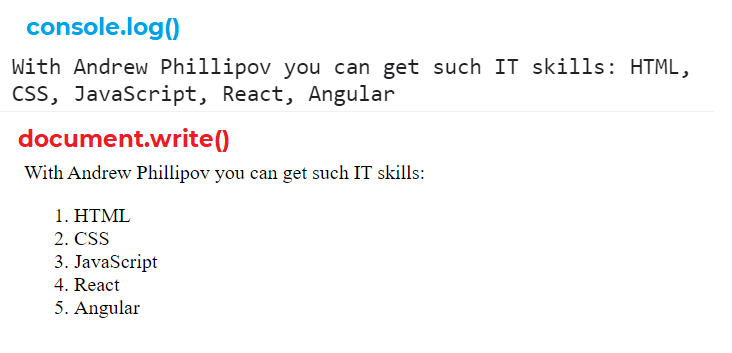 console.log()
With Andrew Phillipov you can get such IT skills: HTML,
CSS, JavaScript, React, Angular
document.write()
With Andrew Phillipov you can get such IT skills:
1. HTML
2. CSS
3. JavaScript
4. React
5. Angular